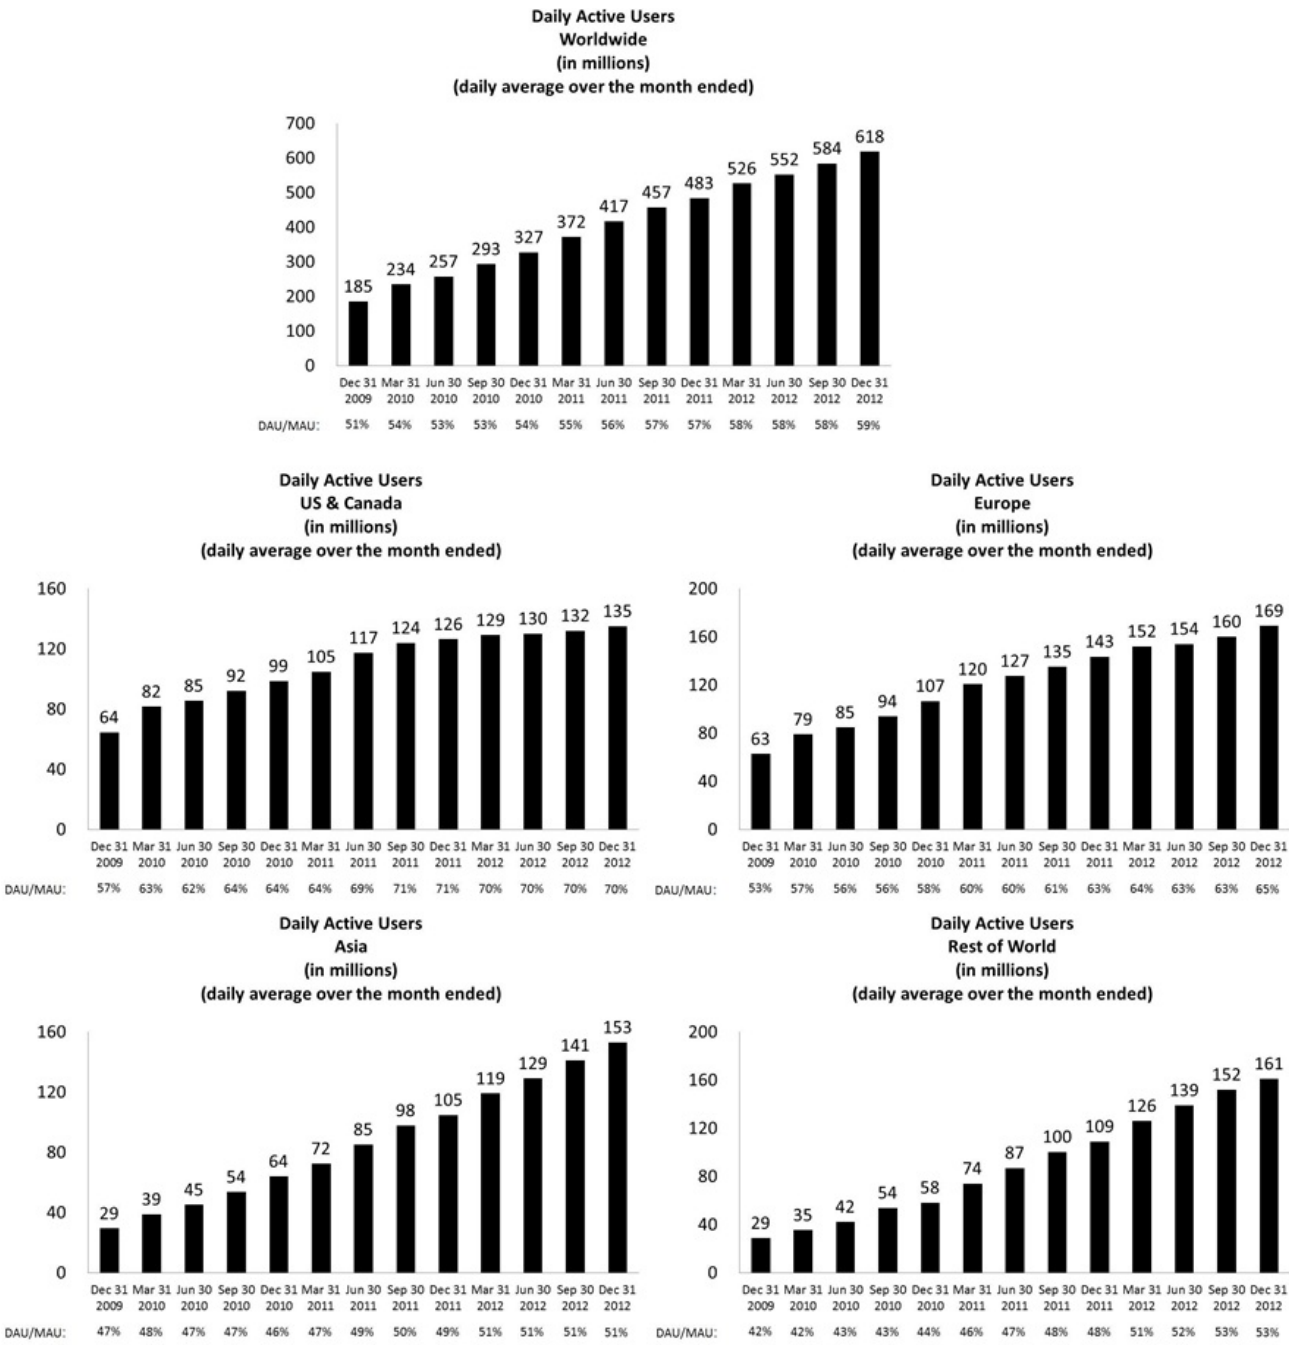 Daily Active Users
Worldwide
(in millions)
(daily average over the month ended)
700
600
500
400
300
200
100
0
185 234 257 293 327 372 417 457 483 526 552 584 618
Dec 31 Mar 31 Jun 30 Sep 30 Dec 31 Mar 31 Jun 30 Sep 30 Dec 31 Mar 31 Jun 30 Sep 30 Dec 31
2009 2010 2010 2010 2010 2011 2011 2011 2011 2012 2012 2012 2012
DAU/MAU: 51% 54% 53% 53% 54% 55% 56% 57% 57% 58% 58% 58% 59%
Daily Active Users
US & Canada
(in millions)
(daily average over the month ended)
160
120
80
40
0
64 82 85 92 99 105 117 124 126 129 130 132 135
Dec 31 Mar 31 Jun 30 Sep 30 Dec 31 Mar 31 Jun 30 Sep 30 Dec 31 Mar 31 Jun 30 Sep 30 Dec 31
2009 2010 2010 2010 2010 2011 2011 2011 2011 2012 2012 2012 2012
DAU/MAU: 57% 63% 62% 64% 64% 64% 69% 71% 71% 70% 70% 70% 70%
Daily Active Users
Europe
(in millions)
(daily average over the month ended)
200
160
120
80
40
0
63 79 85 94 107 120 127 135 143 152 154 160 169
Dec 31 Mar 31 Jun 30 Sep 30 Dec 31 Mar 31 Jun 30 Sep 30 Dec 31 Mar 31 Jun 30 Sep 30 Dec 31
2009 2010 2010 2010 2010 2011 2011 2011 2011 2012 2012 2012 2012
DAU/MAU: 53% 57% 56% 56% 58% 60% 60% 61% 63% 64% 63% 63% 65%
Daily Active Users
Asia
(in millions)
(daily average over the month ended)
160
120
80
40
0
29 39 45 54 64 72 85 98 105 119 129 141 153
Dec 31 Mar 31 Jun 30 Sep 30 Dec 31 Mar 31 Jun 30 Sep 30 Dec 31 Mar 31 Jun 30 Sep 30 Dec 31
2009 2010 2010 2010 2010 2011 2011 2011 2011 2012 2012 2012 2012
DAU/MAU: 47% 48% 47% 47% 46% 47% 49% 50% 49% 51% 51% 51% 51%
Daily Active Users
Rest of World
(in millions)
(daily average over the month ended)
200
160
120
80
40
0
29 35 42 54 58 74 87 100 109 126 139 152 161
Dec 31 Mar 31 Jun 30 Sep 30 Dec 31 Mar 31 Jun 30 Sep 30 Dec 31 Mar 31 Jun 30 Sep 30 Dec 31
2009 2010 2010 2010 2010 2011 2011 2011 2011 2012 2012 2012 2012
DAU/MAU: 42% 42% 43% 43% 44% 46% 47% 48% 48% 51% 52% 53% 53%